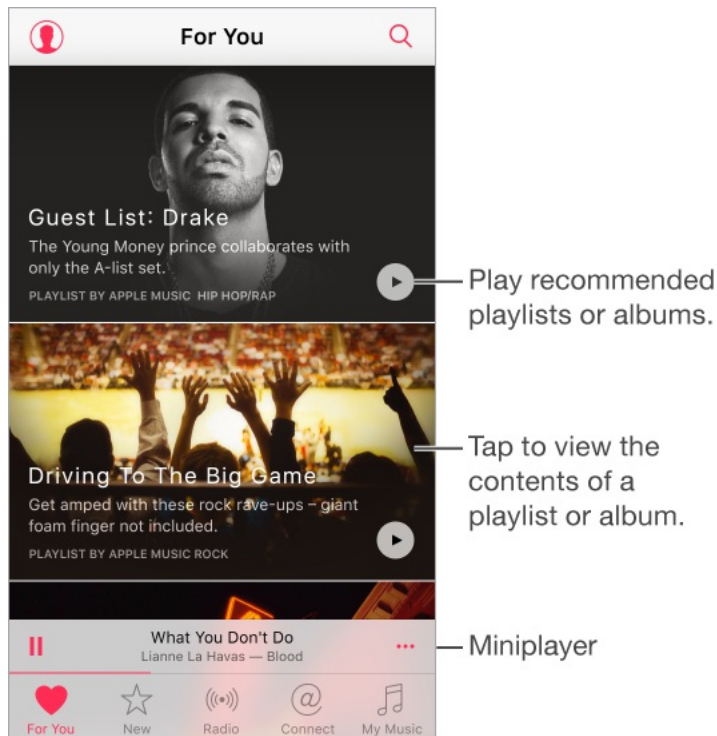 For You
Guest List: Drake
The Young Money prince collaborates with
only the A-list set.
PLAYLIST BY APPLE MUSIC HIP HOP/RAP
Play recommended
playlists or albums.
Driving To The Big Game
Get amped with these rock rave-ups – giant
foam finger not included.
PLAYLIST BY APPLE MUSIC ROCK
Tap to view the
contents of a
playlist or album.
What You Don't Do
Lianne La Havas — Blood
Miniplayer
For You
New
Radio
Connect
My Music